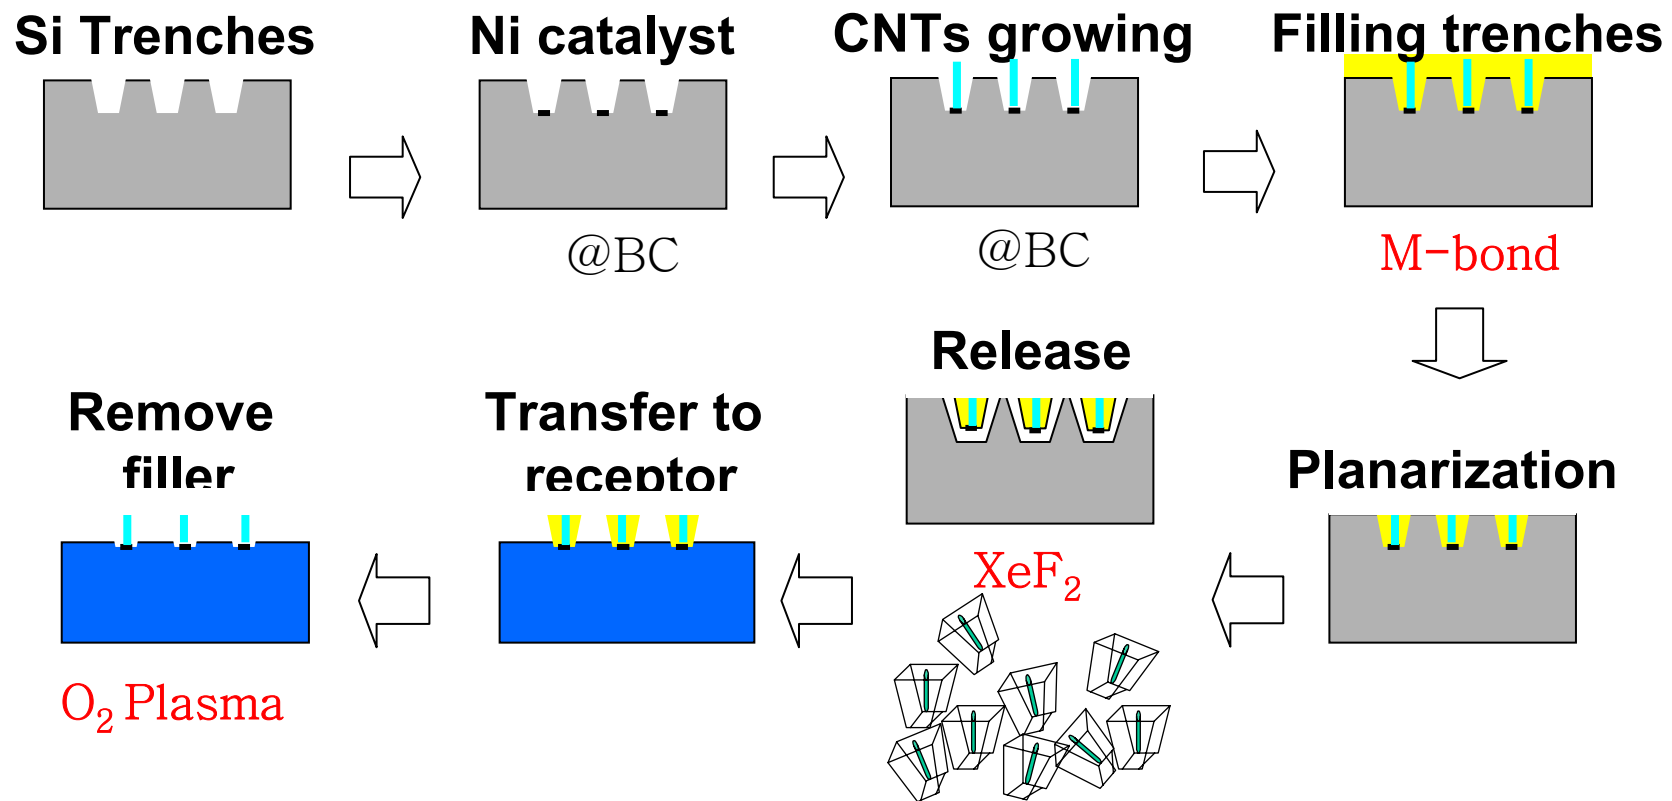 Si Trenches
Ni catalyst
CNTs growing
Filling trenches
@BC
@BC
M-bond
Release
Remove
filler
Transfer to
receptor
Planarization
XeF₂
O₂ Plasma